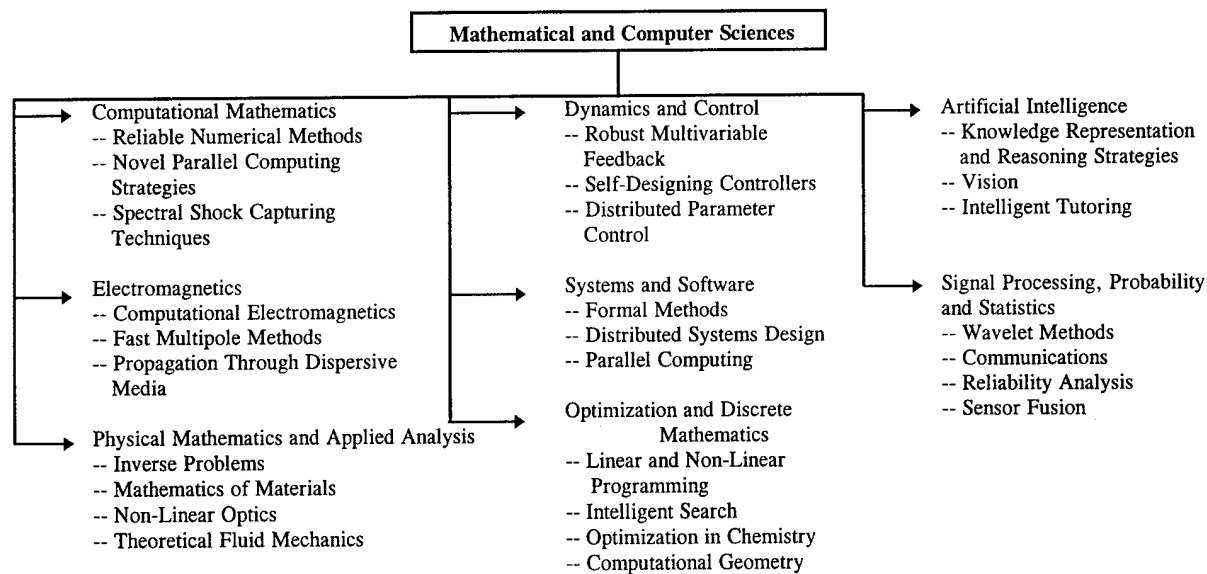 Mathematical and Computer Sciences
Computational Mathematics
-- Reliable Numerical Methods
-- Novel Parallel Computing
Strategies
-- Spectral Shock Capturing
Techniques
Electromagnetics
-- Computational Electromagnetics
-- Fast Multipole Methods
-- Propagation Through Dispersive
Media
Physical Mathematics and Applied Analysis
-- Inverse Problems
-- Mathematics of Materials
-- Non-Linear Optics
-- Theoretical Fluid Mechanics
Dynamics and Control
-- Robust Multivariable
Feedback
-- Self-Designing Controllers
-- Distributed Parameter
Control
Systems and Software
-- Formal Methods
-- Distributed Systems Design
-- Parallel Computing
Optimization and Discrete
Mathematics
-- Linear and Non-Linear
Programming
-- Intelligent Search
-- Optimization in Chemistry
-- Computational Geometry
Artificial Intelligence
-- Knowledge Representation
and Reasoning Strategies
-- Vision
-- Intelligent Tutoring
Signal Processing, Probability
and Statistics
-- Wavelet Methods
-- Communications
-- Reliability Analysis
-- Sensor Fusion